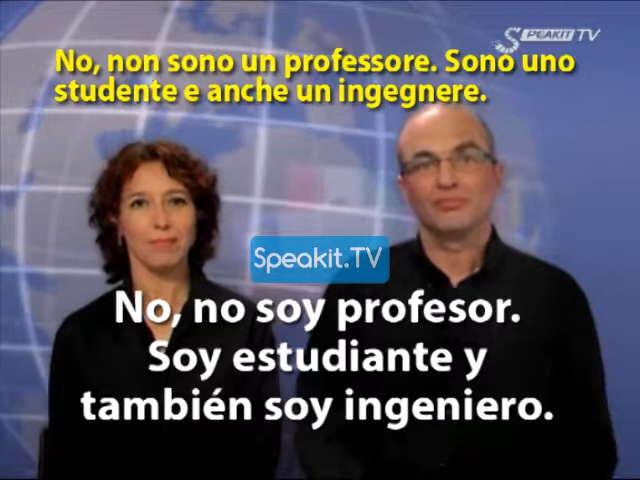 SPEAKIT TV
No, non sono un professore. Sono uno
studente e anche un ingegnere.
Speakit.TV
No, no soy profesor.
Soy estudiante y
también soy ingeniero.